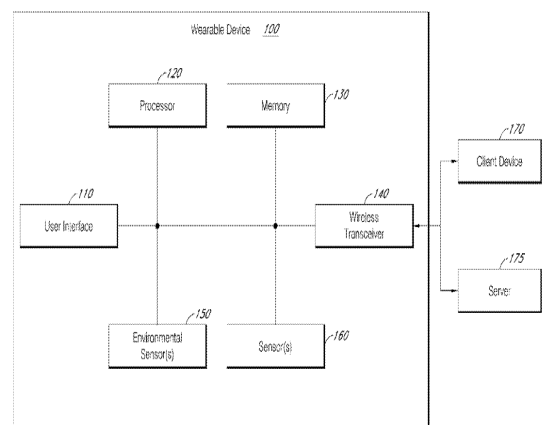 Wearable Device 100
120
Processor
130
Memory
170
Client Device
110
User Interface
140
Wireless
Transceiver
175
Server
150
Environmental
Sensor(s)
160
Sensor(s)